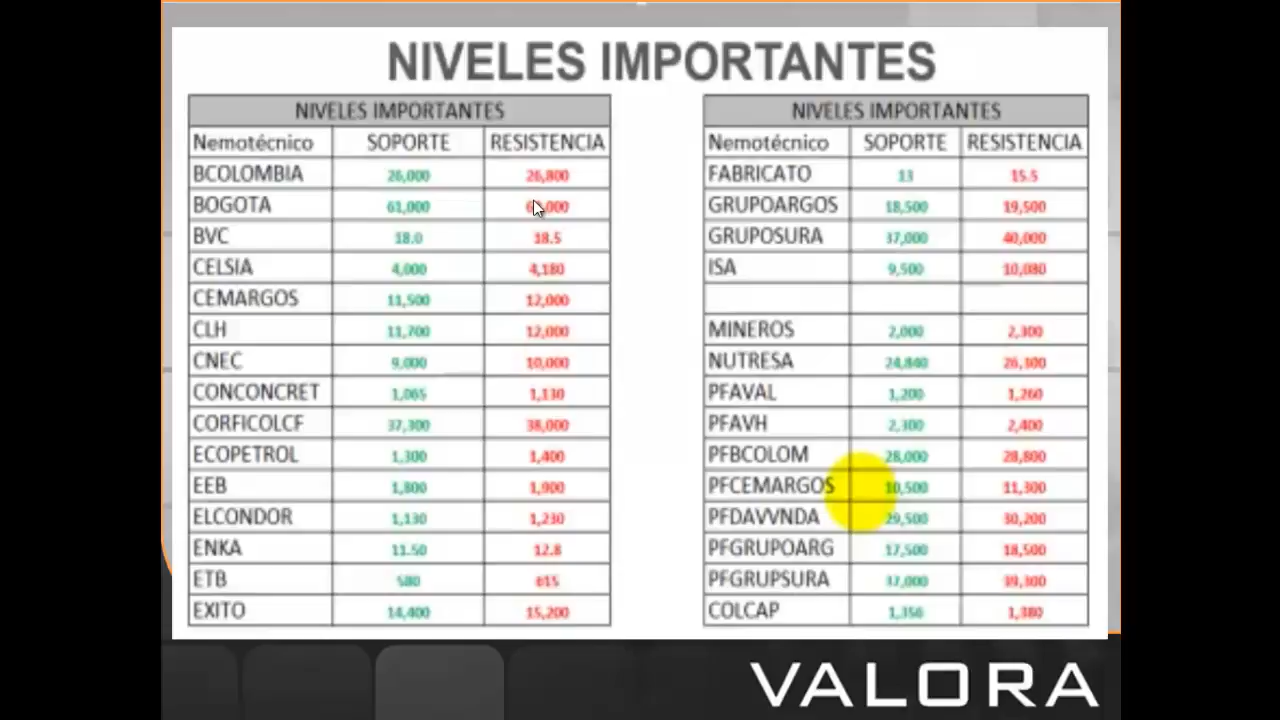 NIVELES IMPORTANTES
NIVELES IMPORTANTES
Nemotécnico SOPORTE RESISTENCIA
BCOLOMBIA 26,000 26,800
BOGOTA 61,000
BVC 18.0 18.5
CELSIA 4,000 4,180
CEMARGOS 11,500 12,000
CLH 11,700 12,000
CNEC 9,000 10,000
CONCONCRET 1,065 1,130
CORFICOLCF 37,300 38,000
ECOPETROL 1,300 1,400
EEB 1,800 1,900
ELCONDOR 1,130 1,230
ENKA 11.50 12.8
ETB 580 615
EXITO 14,400 15,200
NIVELES IMPORTANTES
Nemotécnico SOPORTE RESISTENCIA
FABRICATO 13 15.5
GRUPOARGOS 18,500 19,500
GRUPOSURA 37,000 40,000
ISA 9,500 10,080
MINEROS 2,000 2,300
NUTRESA 24,840 26,300
PFAVAL 1,200 1,260
PFAVH 2,300 2,400
PFBCOLOM 28,000 28,800
PFCEMARGOS 10,500 11,300
PFDAVVNDA 29,500 30,200
PFGRUPOARG 17,500 18,500
PFGRUPSURA 37,000 39,300
COLCAP 1,356 1,380
VALORA